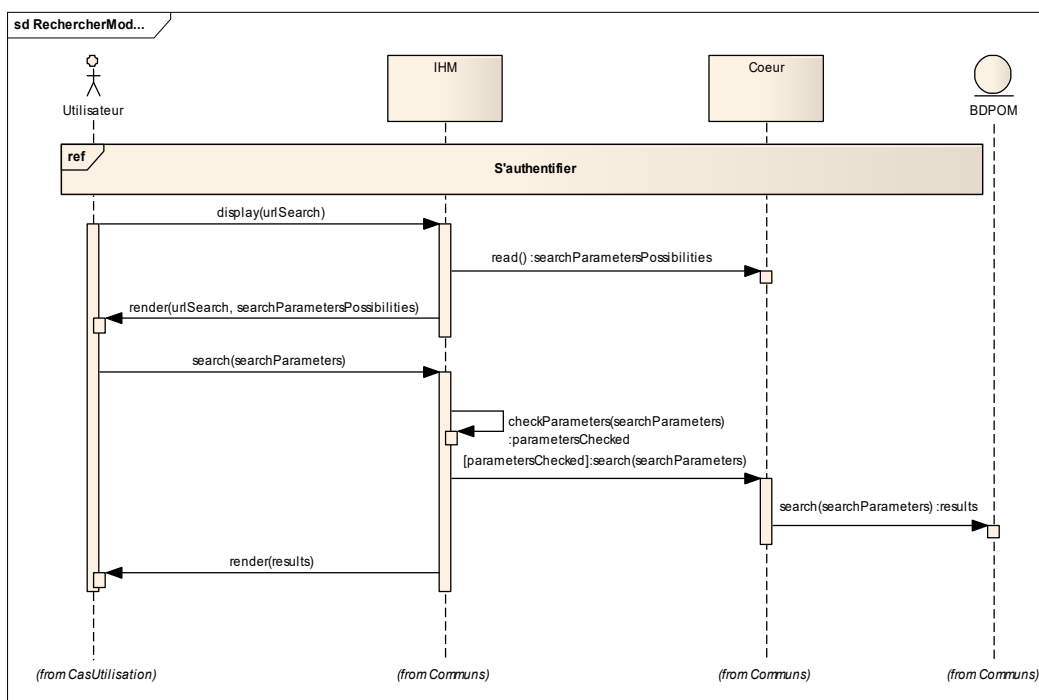 sd RechercherMod...
Utilisateur
IHM
Coeur
BDPOM
ref
S'authentifier
display(urlSearch)
read() :searchParametersPossibilities
render(urlSearch, searchParametersPossibilities)
search(searchParameters)
checkParameters(searchParameters)
:parametersChecked
[parametersChecked]:search(searchParameters)
search(searchParameters) :results
render(results)
(from CasUtilisation)
(from Communs)
(from Communs)
(from Communs)